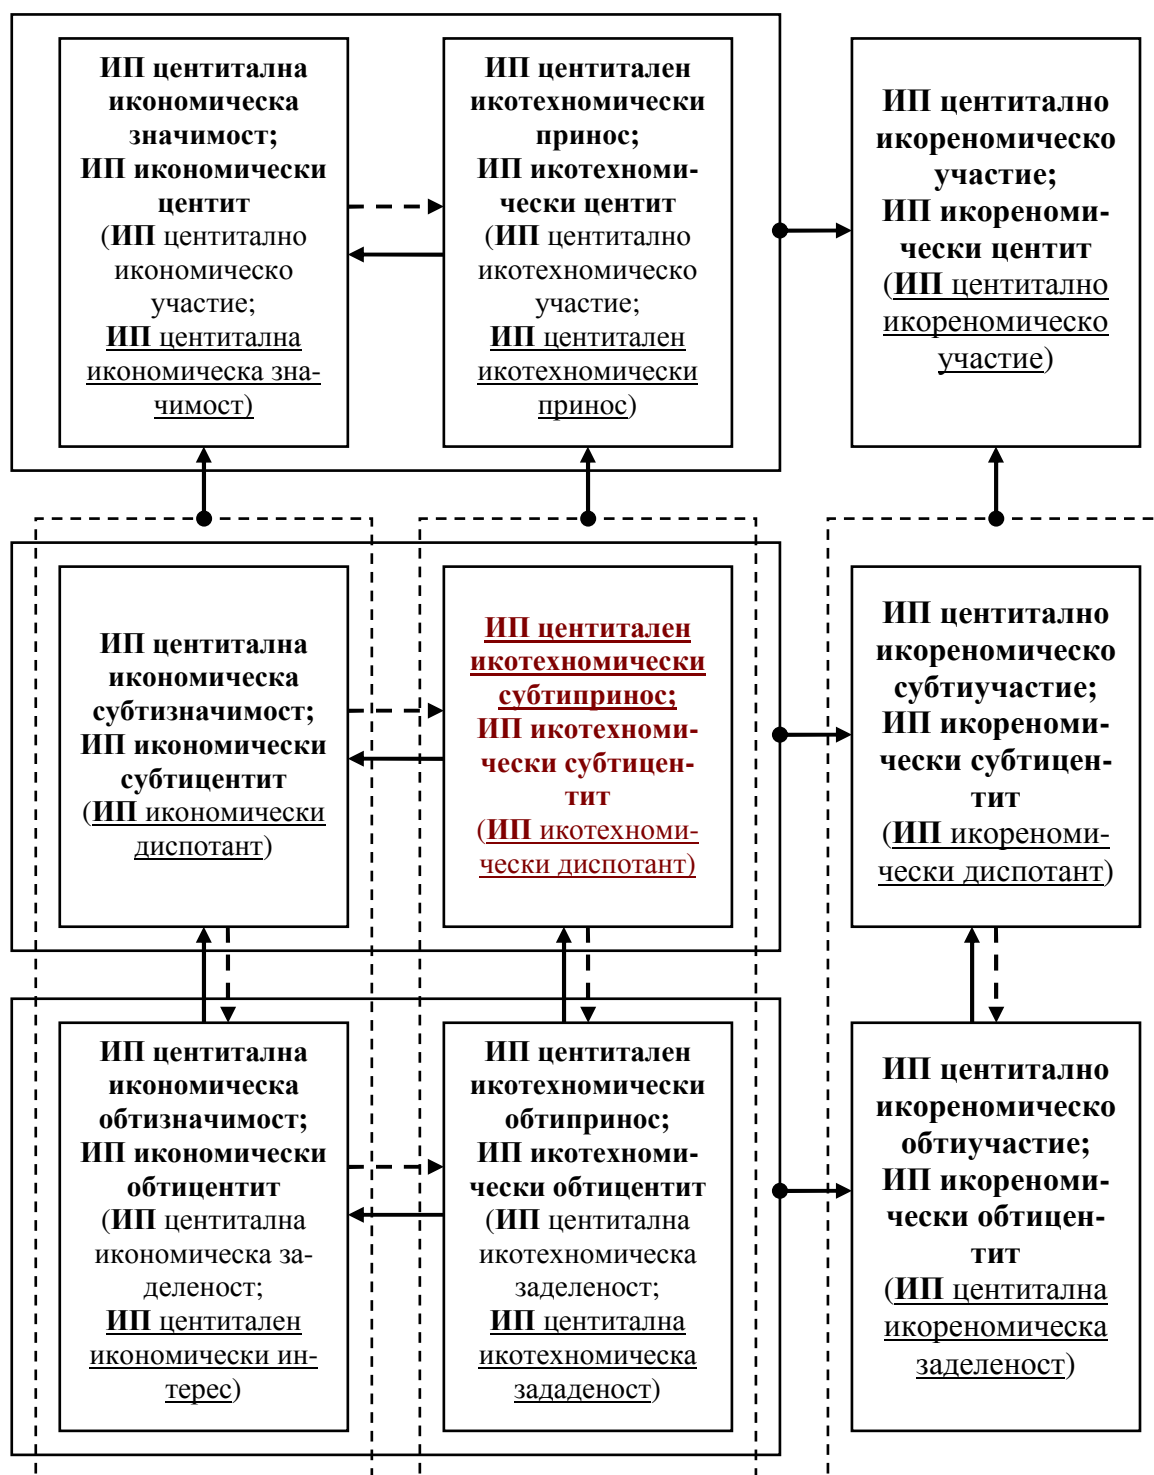 ИП центитална
икономическа
значимост;
ИП икономически
центит
(ИП центитално
икономическо
участие;
ИП центитална
икономическа зна-
чимост)
ИП центитален
икотехномически
принос;
ИП икотехноми-
чески центит
(ИП центитално
икотехномическо
участие;
ИП центитален
икотехномически
принос)
ИП центитално
икореномическо
участие;
ИП икореноми-
чески центит
(ИП центитално
икореномическо
участие)
ИП центитална
икономическа
субтизначимост;
ИП икономически
субтицентит
(ИП икономически
диспотант)
ИП центитален
икотехномически
субтипринос;
ИП икотехноми-
чески субтицен-
тит
(ИП икотехноми-
чески диспотант)
ИП центитално
икореномическо
субтиучастие;
ИП икореноми-
чески субтицен-
тит
(ИП икореноми-
чески диспотант)
ИП центитална
икономическа
обтизначимост;
ИП икономически
обтицентит
(ИП центитална
икономическа за-
деленост;
ИП центитален
икономически ин-
терес)
ИП центитален
икотехномически
обтипринос;
ИП икотехноми-
чески обтицентит
(ИП центитална
икотехномическа
заделеност;
ИП центитална
икотехномическа
зададеност)
ИП центитално
икореномическо
обтиучастие;
ИП икореноми-
чески обтицен-
тит
(ИП центитална
икореномическа
заделеност)